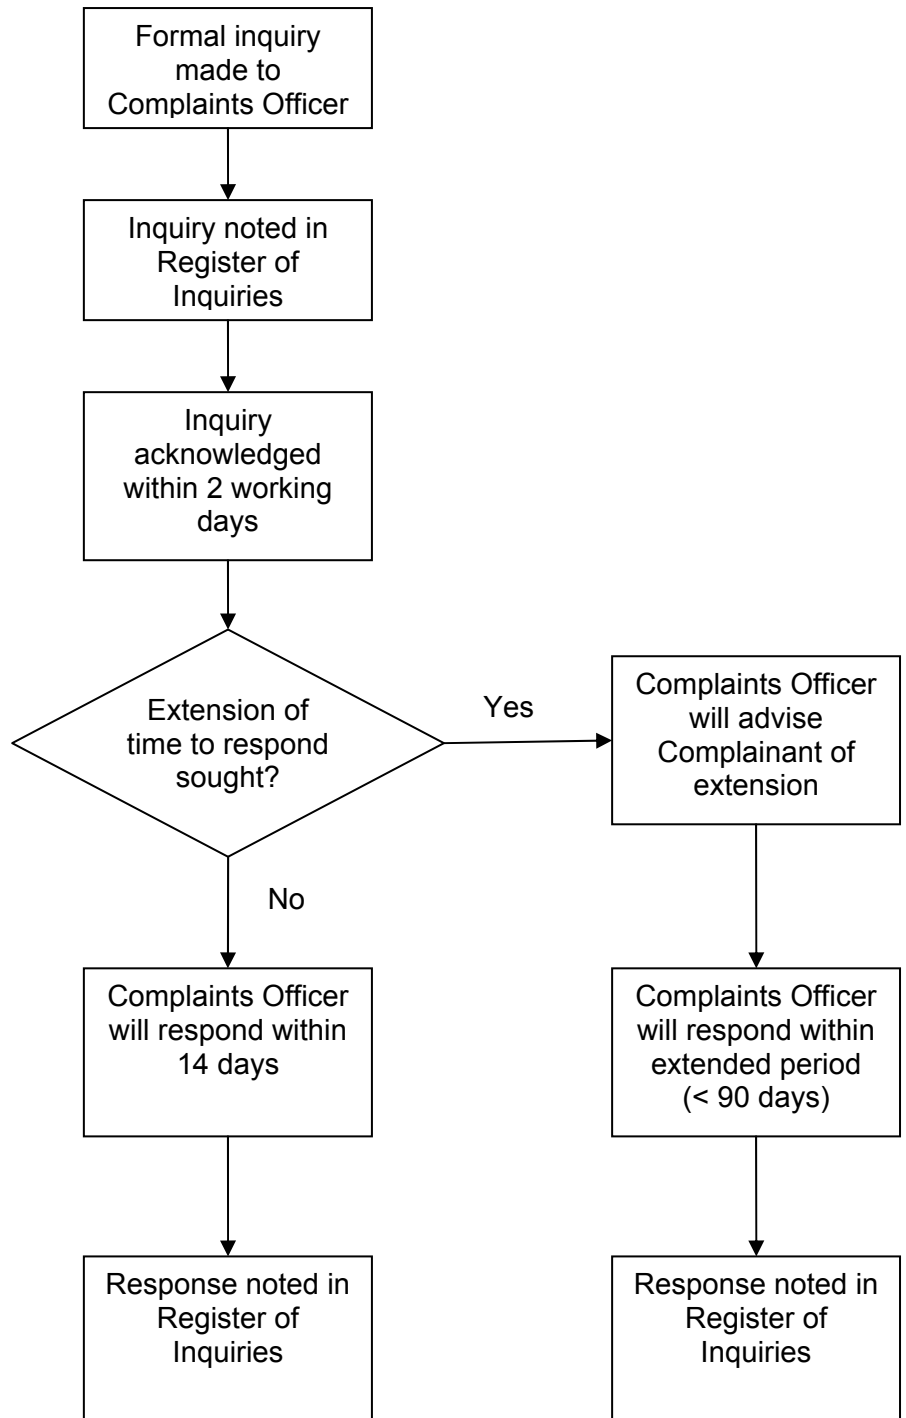 Formal inquiry
made to
Complaints Officer
Inquiry noted in
Register of
Inquiries
Inquiry
acknowledged
within 2 working
days
Extension of
time to respond
sought?
Yes
Complaints Officer
will advise
Complainant of
extension
No
Complaints Officer
will respond within
14 days
Complaints Officer
will respond within
extended period
(< 90 days)
Response noted in
Register of
Inquiries
Response noted in
Register of
Inquiries